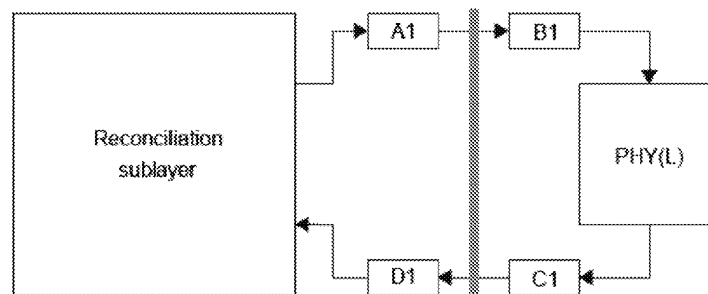 A1
B1
Reconciliation
sublayer
PHY(L)
D1
C1